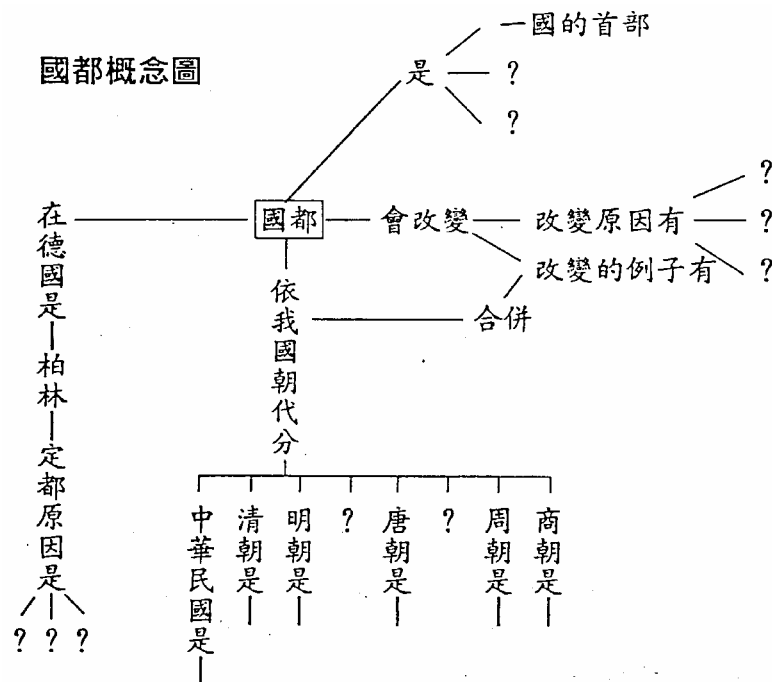 國都概念圖
是
一國的首部
?
?
國都
會改變
改變原因有
?
?
?
改變的例子有
合併
在德國是
柏林
定都原因是
? ? ?
依我國朝代分
中華民國是
清朝是
明朝是
?
唐朝是
?
周朝是
商朝是